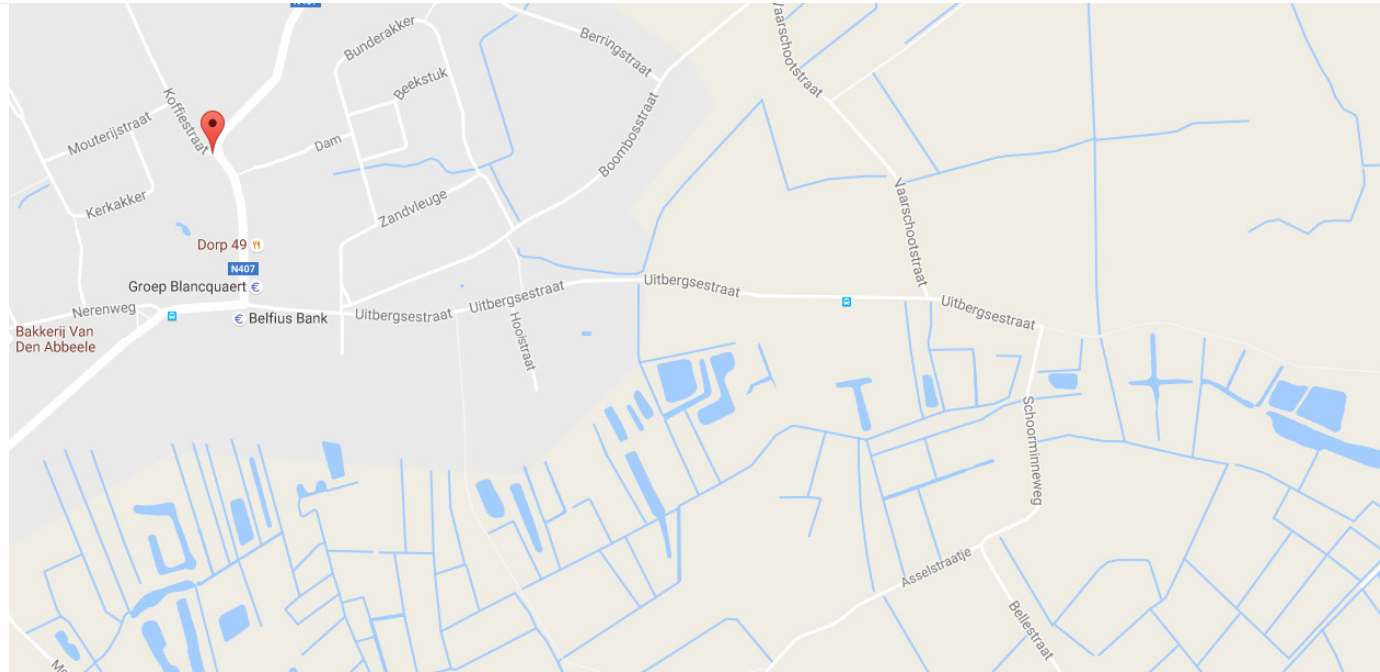 Berringstraat
Vaarschootstraat
Bunderakker
Beekstuk
Koffiestraat
Mouterijstraat
Dam
Boombosstraat
Kerkakker
Zandvleuge
Vaarschootstraat
Dorp 49
N407
Groep Blancquaert
Uitbergsestraat
Uitbergsestraat
Uitbergsestraat
Uitbergsestraat
Nerenweg
Belfius Bank
Bakkerij Van
Den Abbeele
Hooistraat
Schoorminneweg
Asselstraatje
Bellestraat